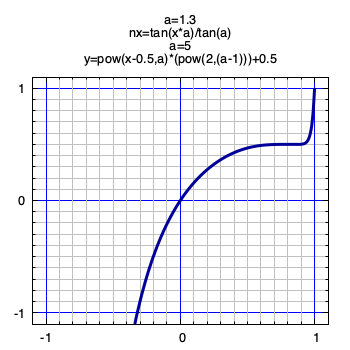 a=1.3
nx=tan(x*a)/tan(a)
a=5
y=pow(x-0.5,a)*(pow(2,(a-1)))+0.5
1
0
-1
-1
0
1